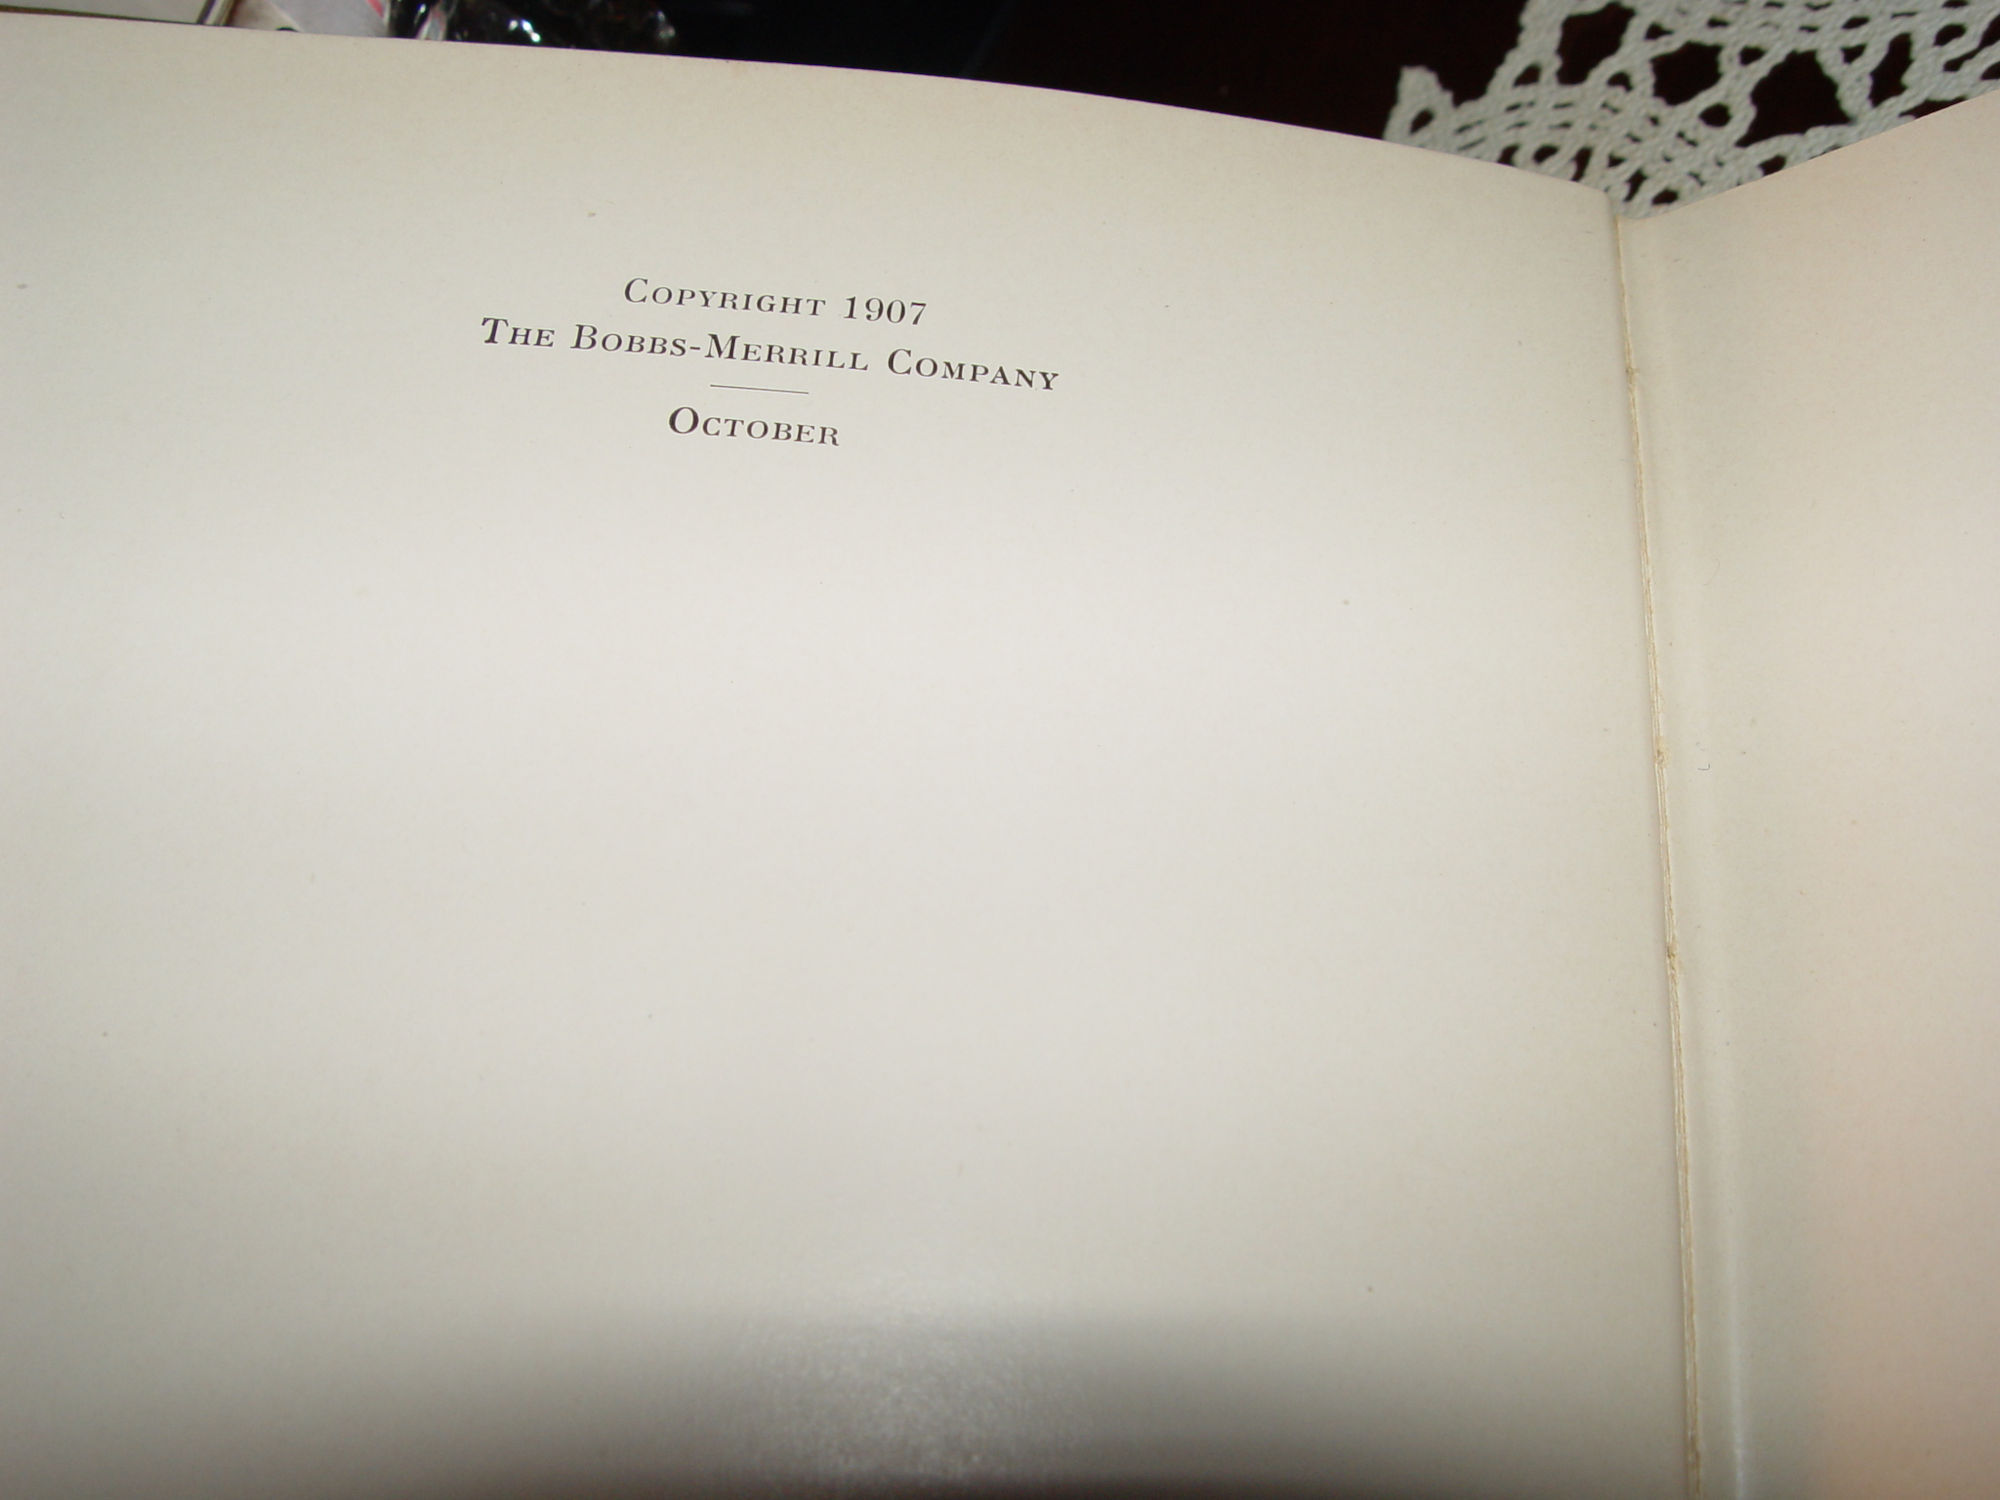 Copyright 1907
The Bobbs-Merrill Company
October